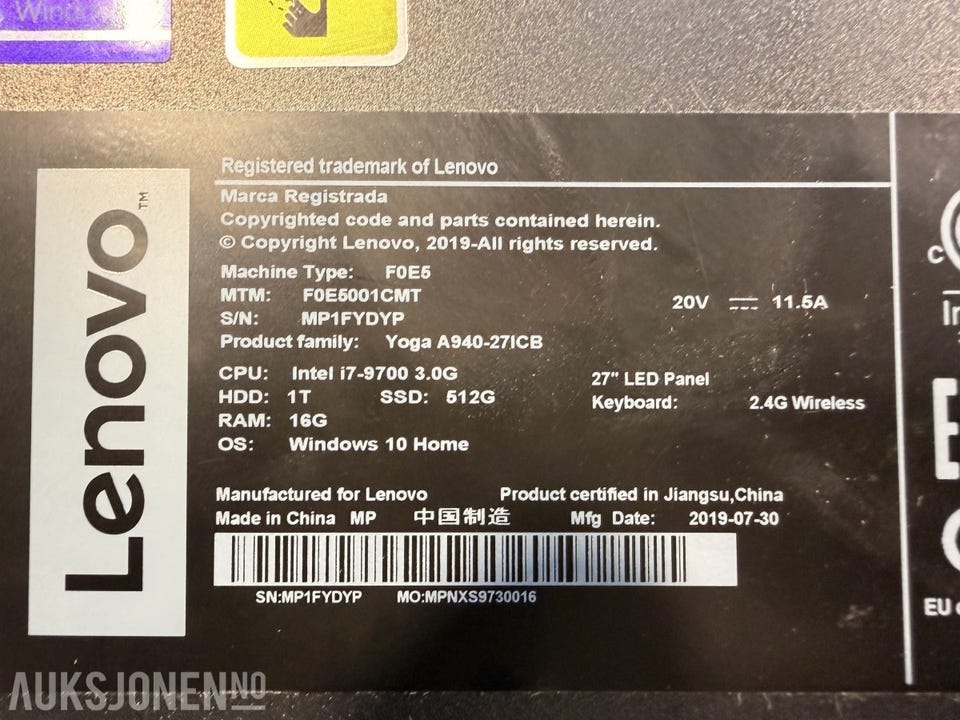 Lenovo™
Registered trademark of Lenovo
Marca Registrada
Copyrighted code and parts contained herein.
© Copyright Lenovo, 2019-All rights reserved.
Machine Type: F0E5
MTM: F0E5001CMT
20V ⎓ 11.5A
S/N: MP1FYDYP
Product family: Yoga A940-27ICB
CPU: Intel i7-9700 3.0G
27" LED Panel
HDD: 1T SSD: 512G
Keyboard: 2.4G Wireless
RAM: 16G
OS: Windows 10 Home
Manufactured for Lenovo Product certified in Jiangsu,China
Made in China MP 中国制造 Mfg Date: 2019-07-30
SN:MP1FYDYP MO:MPNXS9730016
C
EU
AUKSJONEN.NO